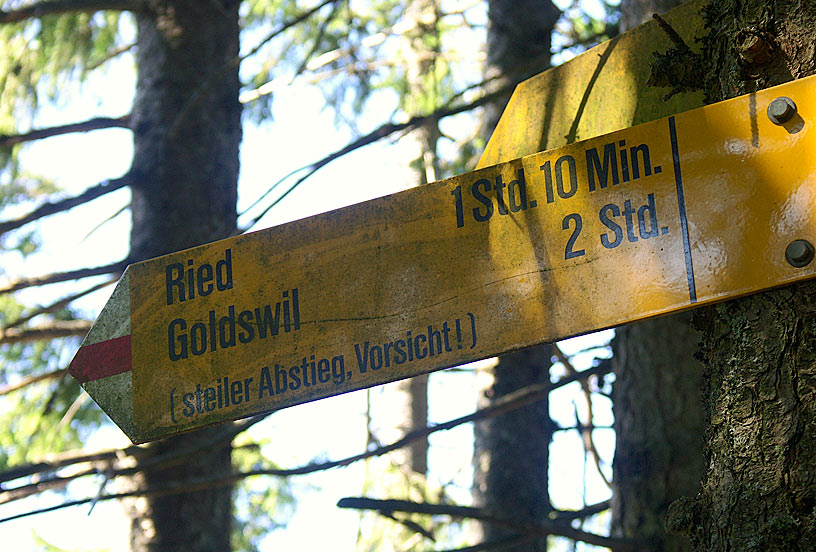 Ried 1 Std. 10 Min.
Goldswil 2 Std.
(steiler Abstieg, Vorsicht!)